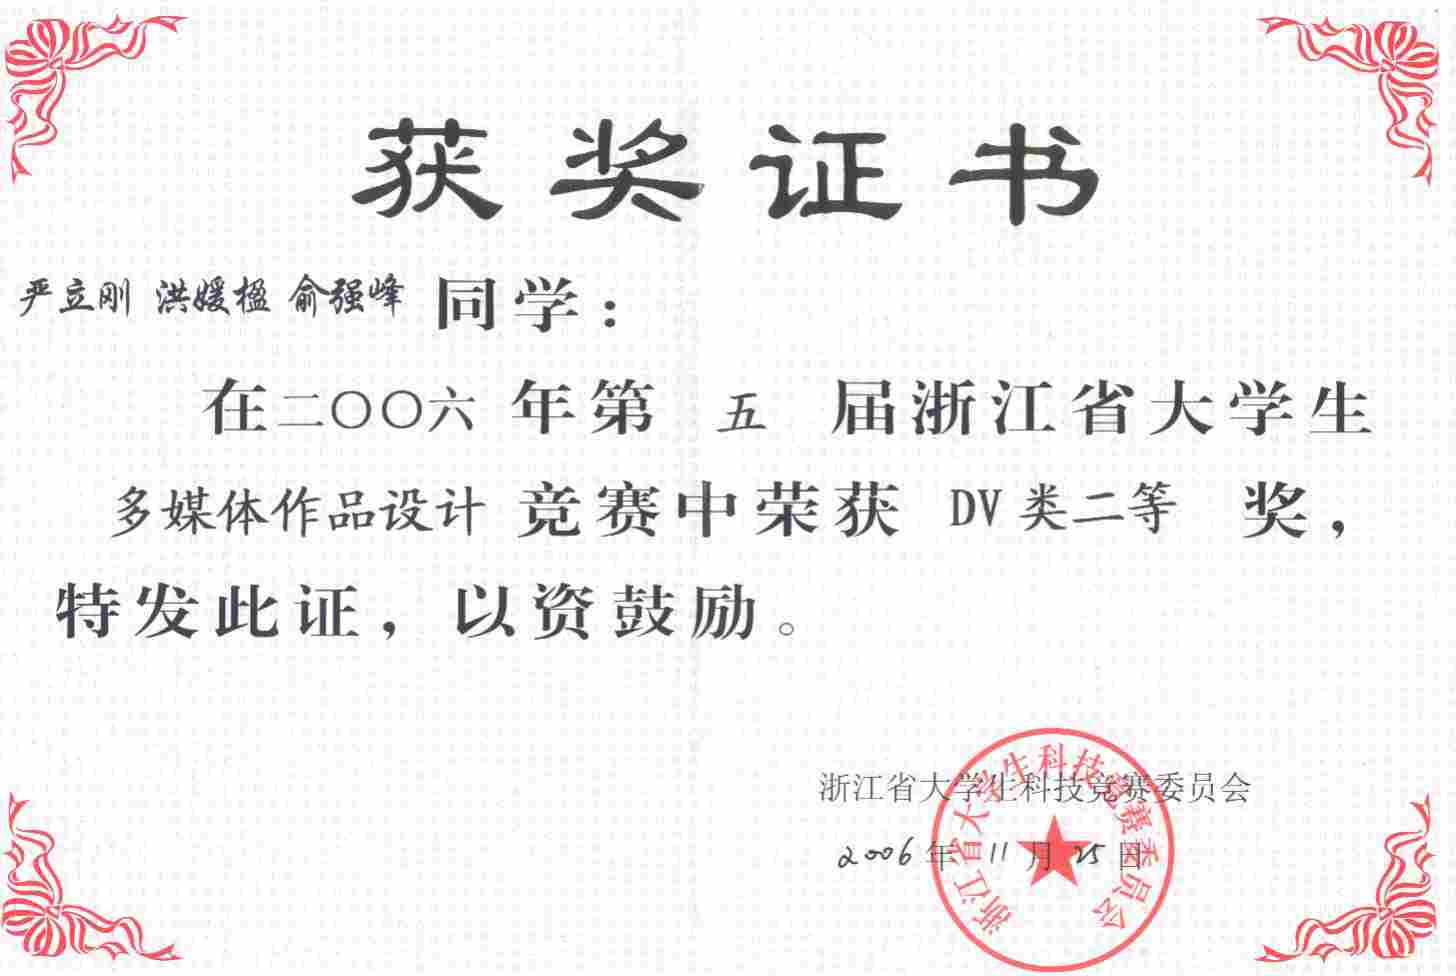 获奖证书
严立刚 洪媛楹 俞强峰 同学：
在二〇〇六年第 五 届浙江省大学生
多媒体作品设计 竞赛中荣获 DV类二等 奖，
特发此证，以资鼓励。
浙江省大学生科技竞赛委员会
2006年 11月25日
浙江省大学生科技竞赛委员会